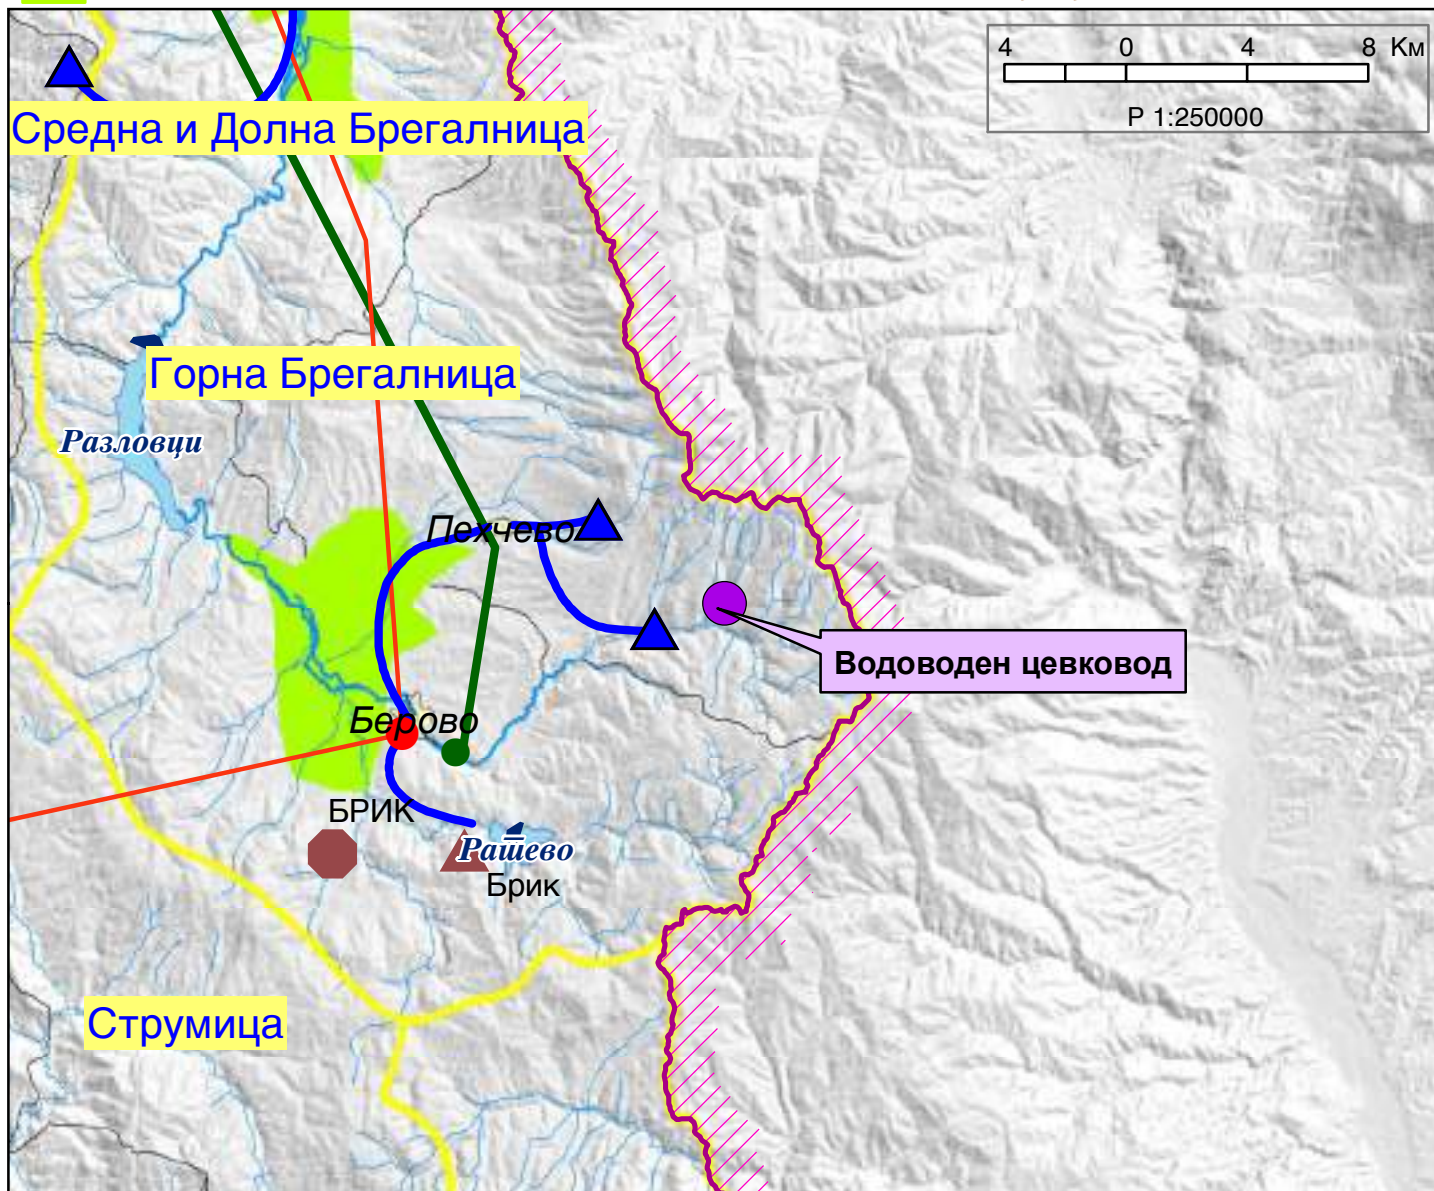 4 0 4 8 Км
Р 1:250000
Средна и Долна Брегалница
Горна Брегалница
Разловци
Пехчево
Водоводен цевковод
Берово
БРИК
Ратево
Брик
Струмица